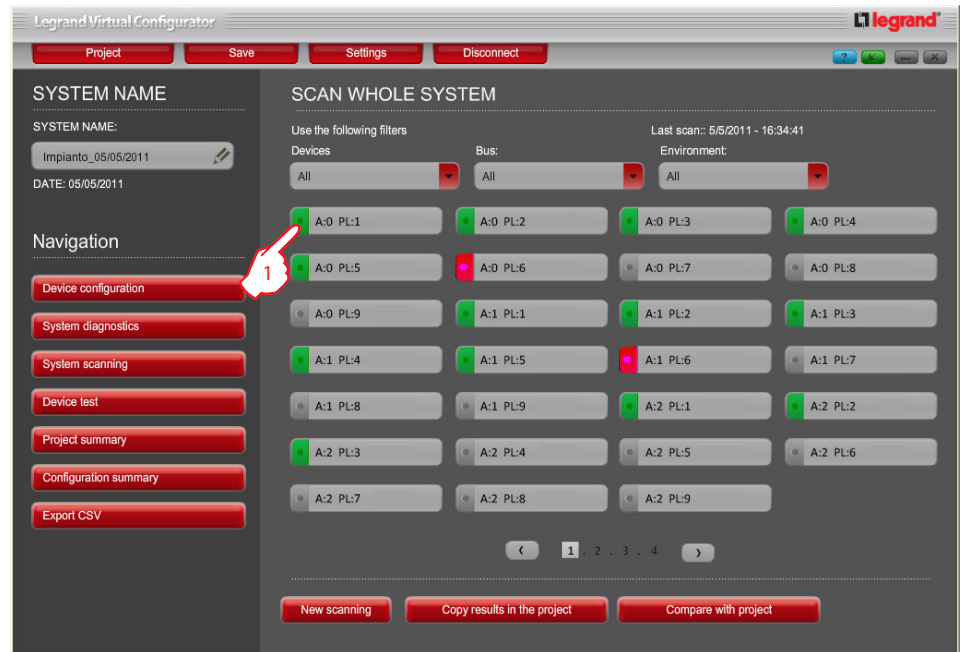 Legrand Virtual Configurator
legrand®
Project Save Settings Disconnect ?
SYSTEM NAME
SYSTEM NAME:
Impianto_05/05/2011
DATE: 05/05/2011
Navigation
Device configuration
System diagnostics
System scanning
Device test
Project summary
Configuration summary
Export CSV
SCAN WHOLE SYSTEM
Use the following filters
Last scan:: 5/5/2011 - 16:34:41
Devices Bus: Environment:
All All All
A:0 PL:1 A:0 PL:2 A:0 PL:3 A:0 PL:4
1
A:0 PL:5 A:0 PL:6 A:0 PL:7 A:0 PL:8
A:0 PL:9 A:1 PL:1 A:1 PL:2 A:1 PL:3
A:1 PL:4 A:1 PL:5 A:1 PL:6 A:1 PL:7
A:1 PL:8 A:1 PL:9 A:2 PL:1 A:2 PL:2
A:2 PL:3 A:2 PL:4 A:2 PL:5 A:2 PL:6
A:2 PL:7 A:2 PL:8 A:2 PL:9
1 . 2 . 3 . 4
New scanning Copy results in the project Compare with project